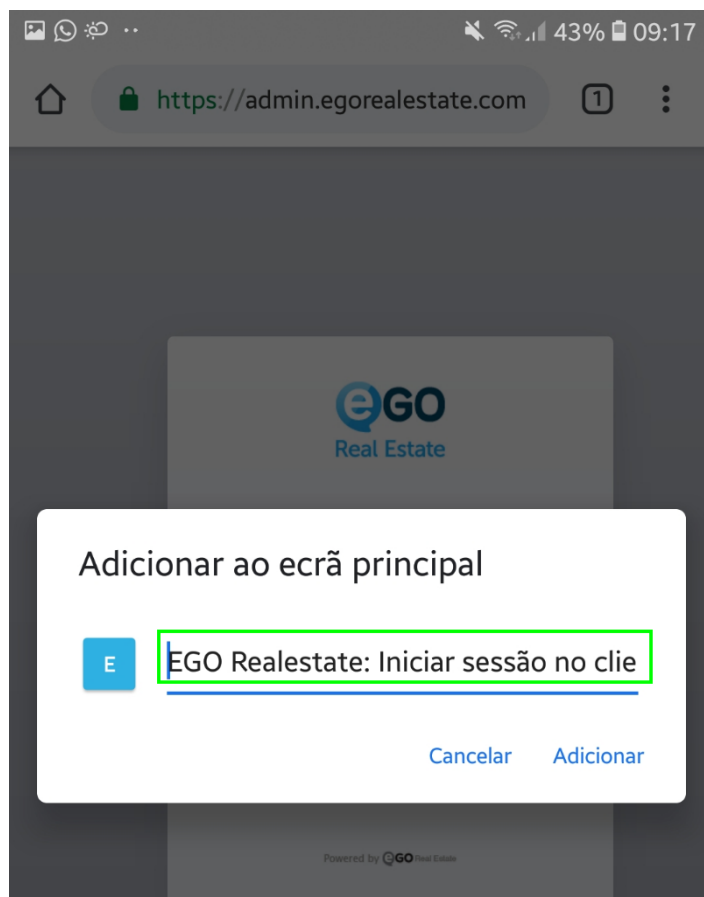 43% 09:17
https://admin.egorealestate.com 1
eGO
Real Estate
Adicionar ao ecrã principal
E
EGO Realestate: Iniciar sessão no clie
Cancelar Adicionar
Powered by eGO Real Estate